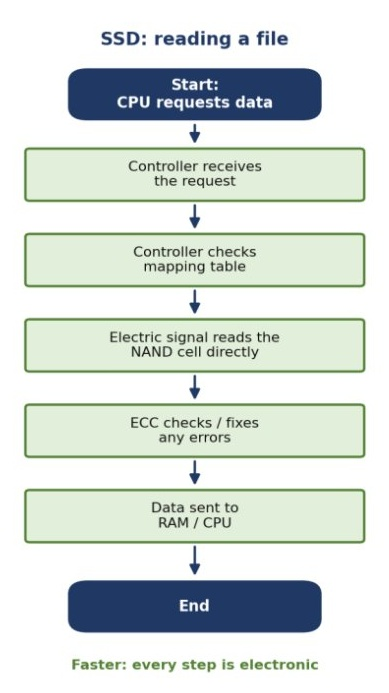 SSD: reading a file
Start:
CPU requests data
Controller receives
the request
Controller checks
mapping table
Electric signal reads the
NAND cell directly
ECC checks / fixes
any errors
Data sent to
RAM / CPU
End
Faster: every step is electronic